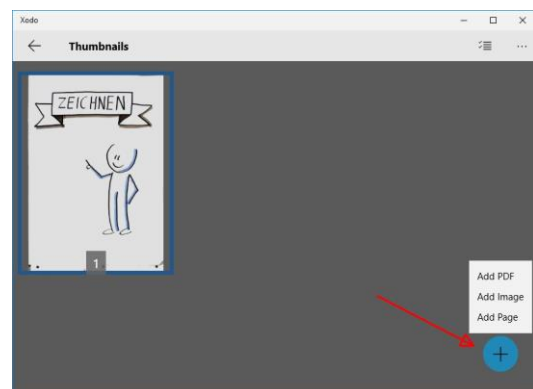 Xodo
Thumbnails
ZEICHNEN
1
Add PDF
Add Image
Add Page